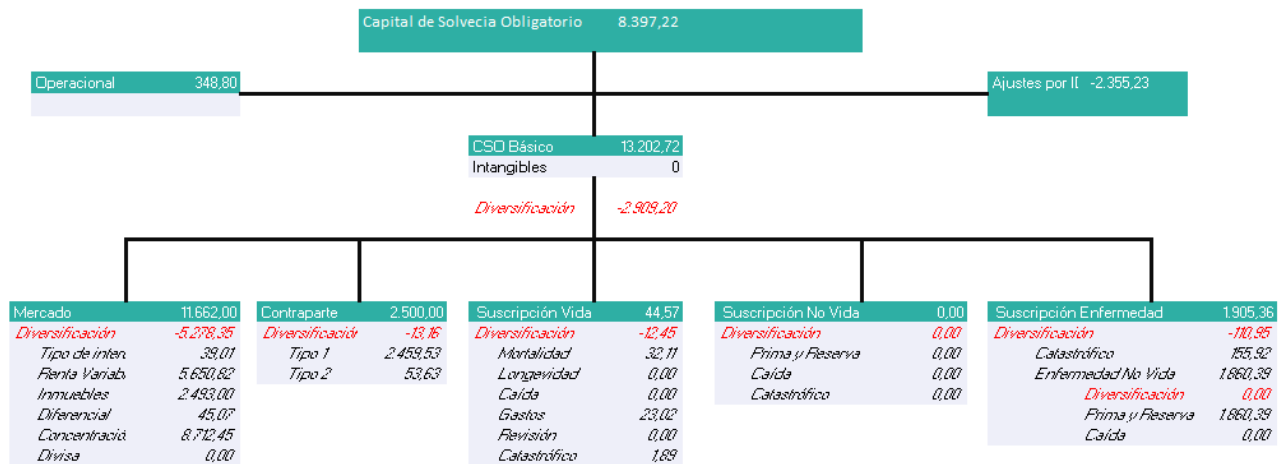 Capital de Solvecia Obligatorio 8.397,22
Operacional 348,80
Ajustes por II -2.355,23
CSO Básico 13.202,72
Intangibles 0
Diversificación -2.909,20
Mercado 11.662,00
Diversificación -5.278,35
Tipo de inter. 39,01
Renta Variab. 5.650,82
Inmuebles 2.493,00
Diferencial 45,07
Concentració. 8.712,45
Divisa 0,00
Contraparte 2.500,00
Diversificació -13,16
Tipo 1 2.459,53
Tipo 2 53,63
Suscripción Vida 44,57
Diversificación -12,45
Mortalidad 32,11
Longevidad 0,00
Caída 0,00
Gastos 23,02
Revisión 0,00
Catastrófico 1,89
Suscripción No Vida 0,00
Diversificación 0,00
Prima y Reserva 0,00
Caída 0,00
Catastrófico 0,00
Suscripción Enfermedad 1.905,36
Diversificación -110,95
Catastrófico 155,92
Enfermedad No Vida 1.860,39
Diversificación 0,00
Prima y Reserva 1.860,39
Caída 0,00